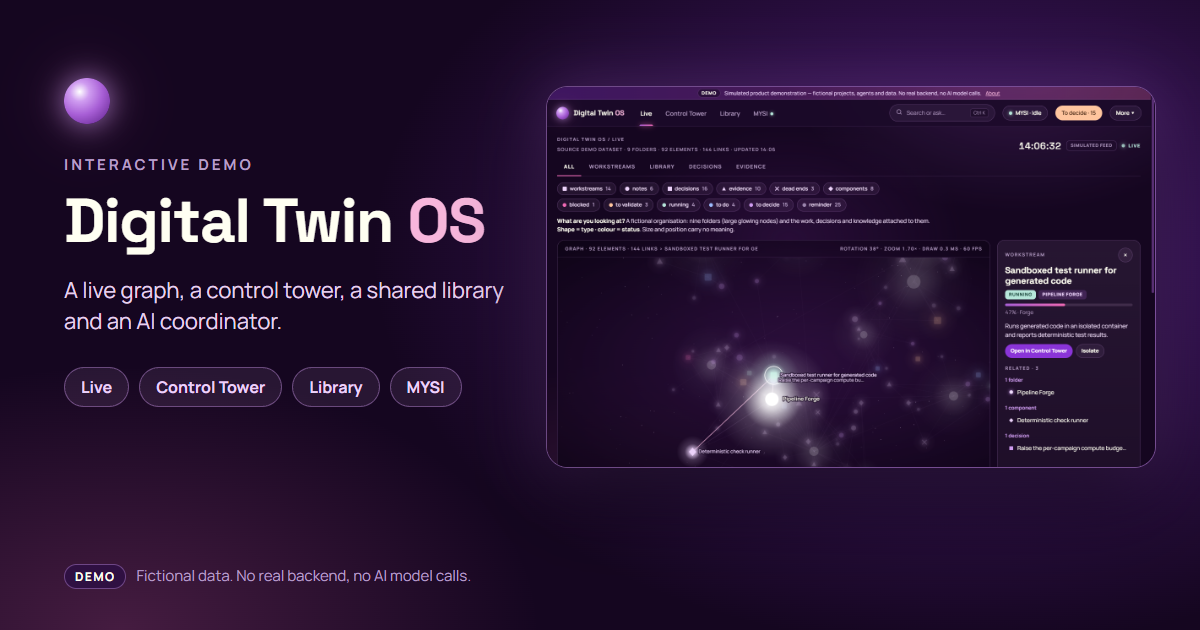 INTERACTIVE DEMO
Digital Twin OS
A live graph, a control tower, a shared library
and an AI coordinator.
Live
Control Tower
Library
MYSI
DEMO
Fictional data. No real backend, no AI model calls.
DEMO Simulated product demonstration — fictional projects, agents and data. No real backend, no AI model calls. About
Digital Twin OS
Live
Control Tower
Library
MYSI
Search or ask...
Ctrl K
MYSI · Idle
To decide · 15
More
DIGITAL TWIN OS / LIVE
SOURCE DEMO DATASET · 9 FOLDERS · 92 ELEMENTS · 144 LINKS · UPDATED 14:06
14:06:32
SIMULATED FEED
LIVE
ALL
WORKSTREAMS
LIBRARY
DECISIONS
EVIDENCE
workstreams 14
notes 6
decisions 16
evidence 10
dead ends 3
components 8
blocked 1
to validate 3
running 4
to do 4
to decide 15
reminder 25
What are you looking at? A fictional organisation: nine folders (large glowing nodes) and the work, decisions and knowledge attached to them.
Shape = type · colour = status. Size and position carry no meaning.
GRAPH · 92 ELEMENTS · 144 LINKS > SANDBOXED TEST RUNNER FOR GE
ROTATION 38° · ZOOM 1.70× · DRAW 0.3 MS · 60 FPS
Sandboxed test runner for generated code
Raise the per-campaign compute bu...
Pipeline Forge
Deterministic check runner
WORKSTREAM
Sandboxed test runner for
generated code
RUNNING
PIPELINE FORGE
47% · Forge
Runs generated code in an isolated container
and reports deterministic test results.
Open in Control Tower
Isolate
RELATED · 3
1 folder
Pipeline Forge
1 component
Deterministic check runner
1 decision
Raise the per-campaign compute budge...